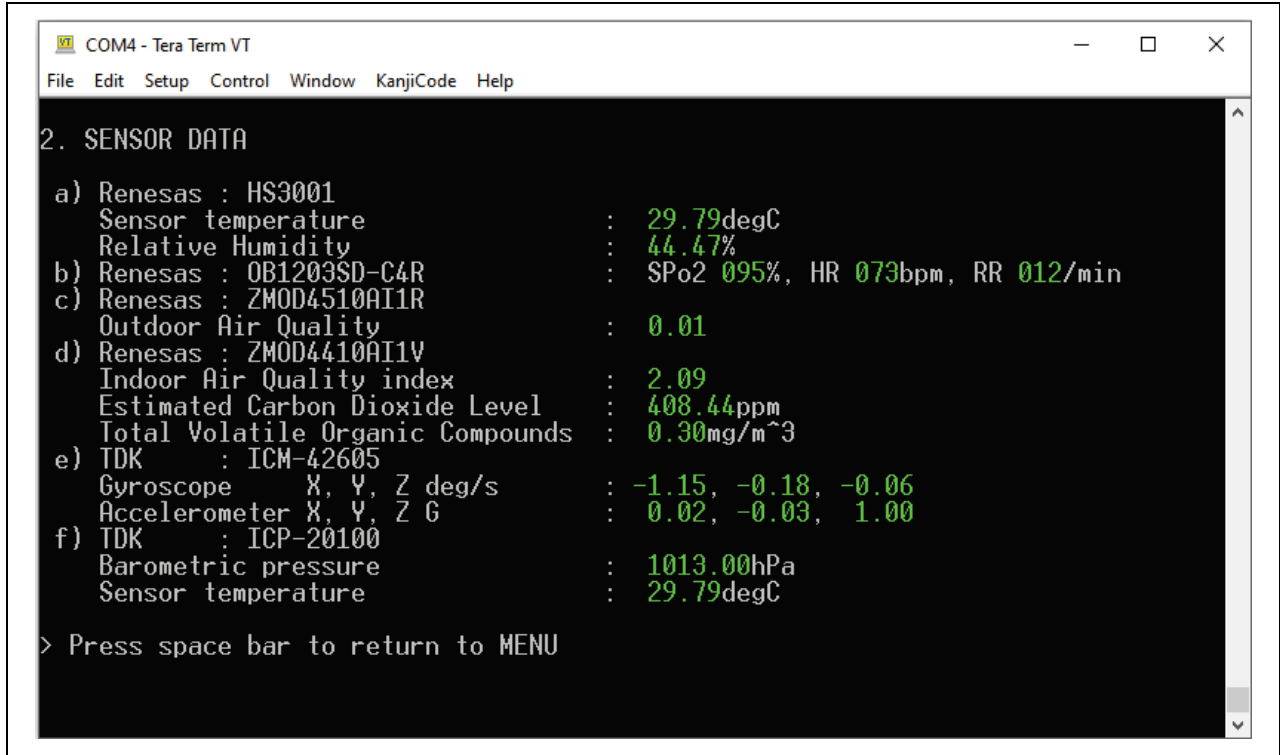 COM4 - Tera Term VT
File Edit Setup Control Window KanjiCode Help
2. SENSOR DATA
a) Renesas : HS3001
Sensor temperature : 29.79degC
Relative Humidity : 44.47%
b) Renesas : OB1203SD-C4R : SPo2 095%, HR 073bpm, RR 012/min
c) Renesas : ZMOD4510AI1R
Outdoor Air Quality : 0.01
d) Renesas : ZMOD4410AI1V
Indoor Air Quality index : 2.09
Estimated Carbon Dioxide Level : 408.44ppm
Total Volatile Organic Compounds : 0.30mg/m^3
e) TDK : ICM-42605
Gyroscope X, Y, Z deg/s : -1.15, -0.18, -0.06
Accelerometer X, Y, Z G : 0.02, -0.03, 1.00
f) TDK : ICP-20100
Barometric pressure : 1013.00hPa
Sensor temperature : 29.79degC
> Press space bar to return to MENU